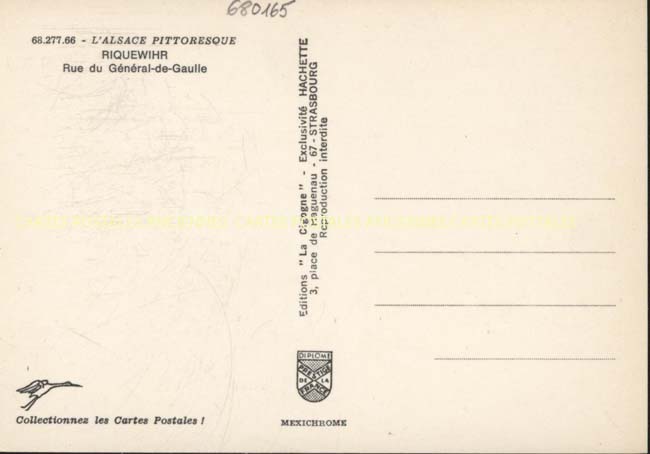 680165
68.277.66 - L'ALSACE PITTORESQUE
RIQUEWIHR
Rue du Général-de-Gaulle
Editions "La Cigogne" - Exclusivité HACHETTE
3, place de Haguenau - 67 - STRASBOURG
Reproduction interdite
DIPLOME
PRESTIGE
DE LA
FRANCE
MEXICHROME
Collectionnez les Cartes Postales !